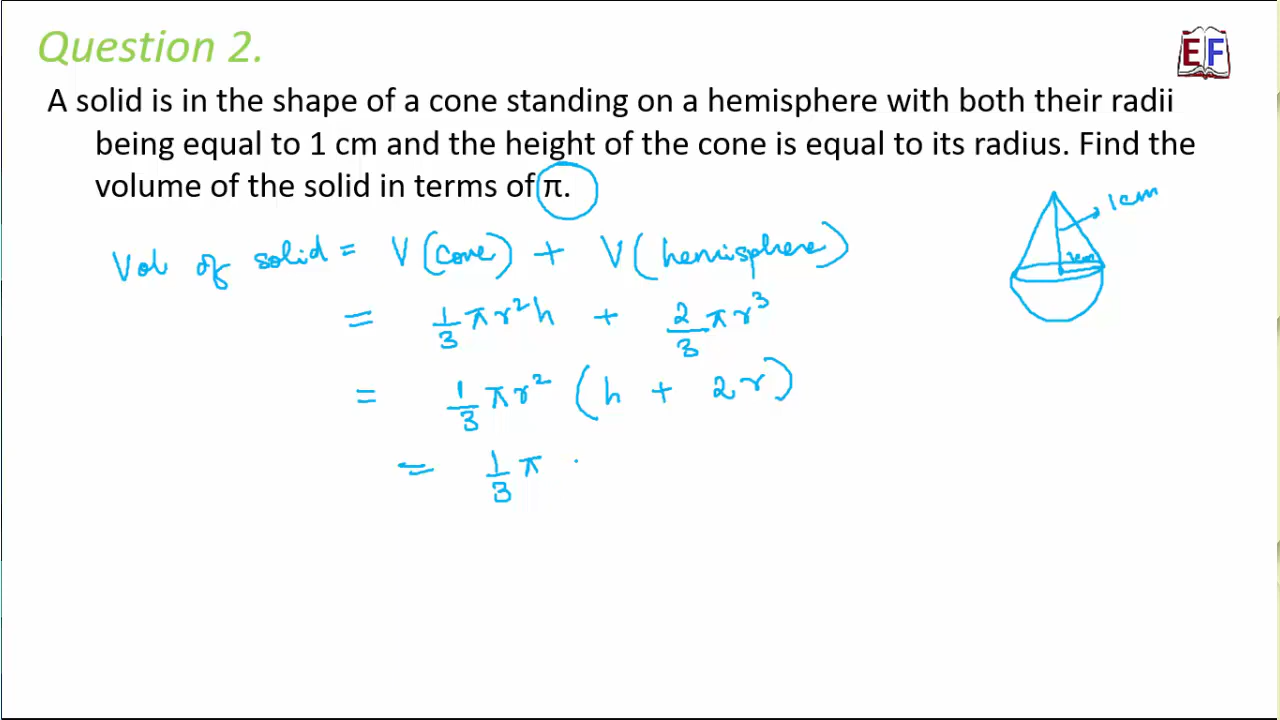 Question 2.
EF
A solid is in the shape of a cone standing on a hemisphere with both their radii
being equal to 1 cm and the height of the cone is equal to its radius. Find the
volume of the solid in terms of π.
1cm
1cm
Vol of solid = V (cone) + V (hemisphere)
= 1/3 πr²h + 2/3 πr³
= 1/3 πr² (h + 2r)
= 1/3 π ·